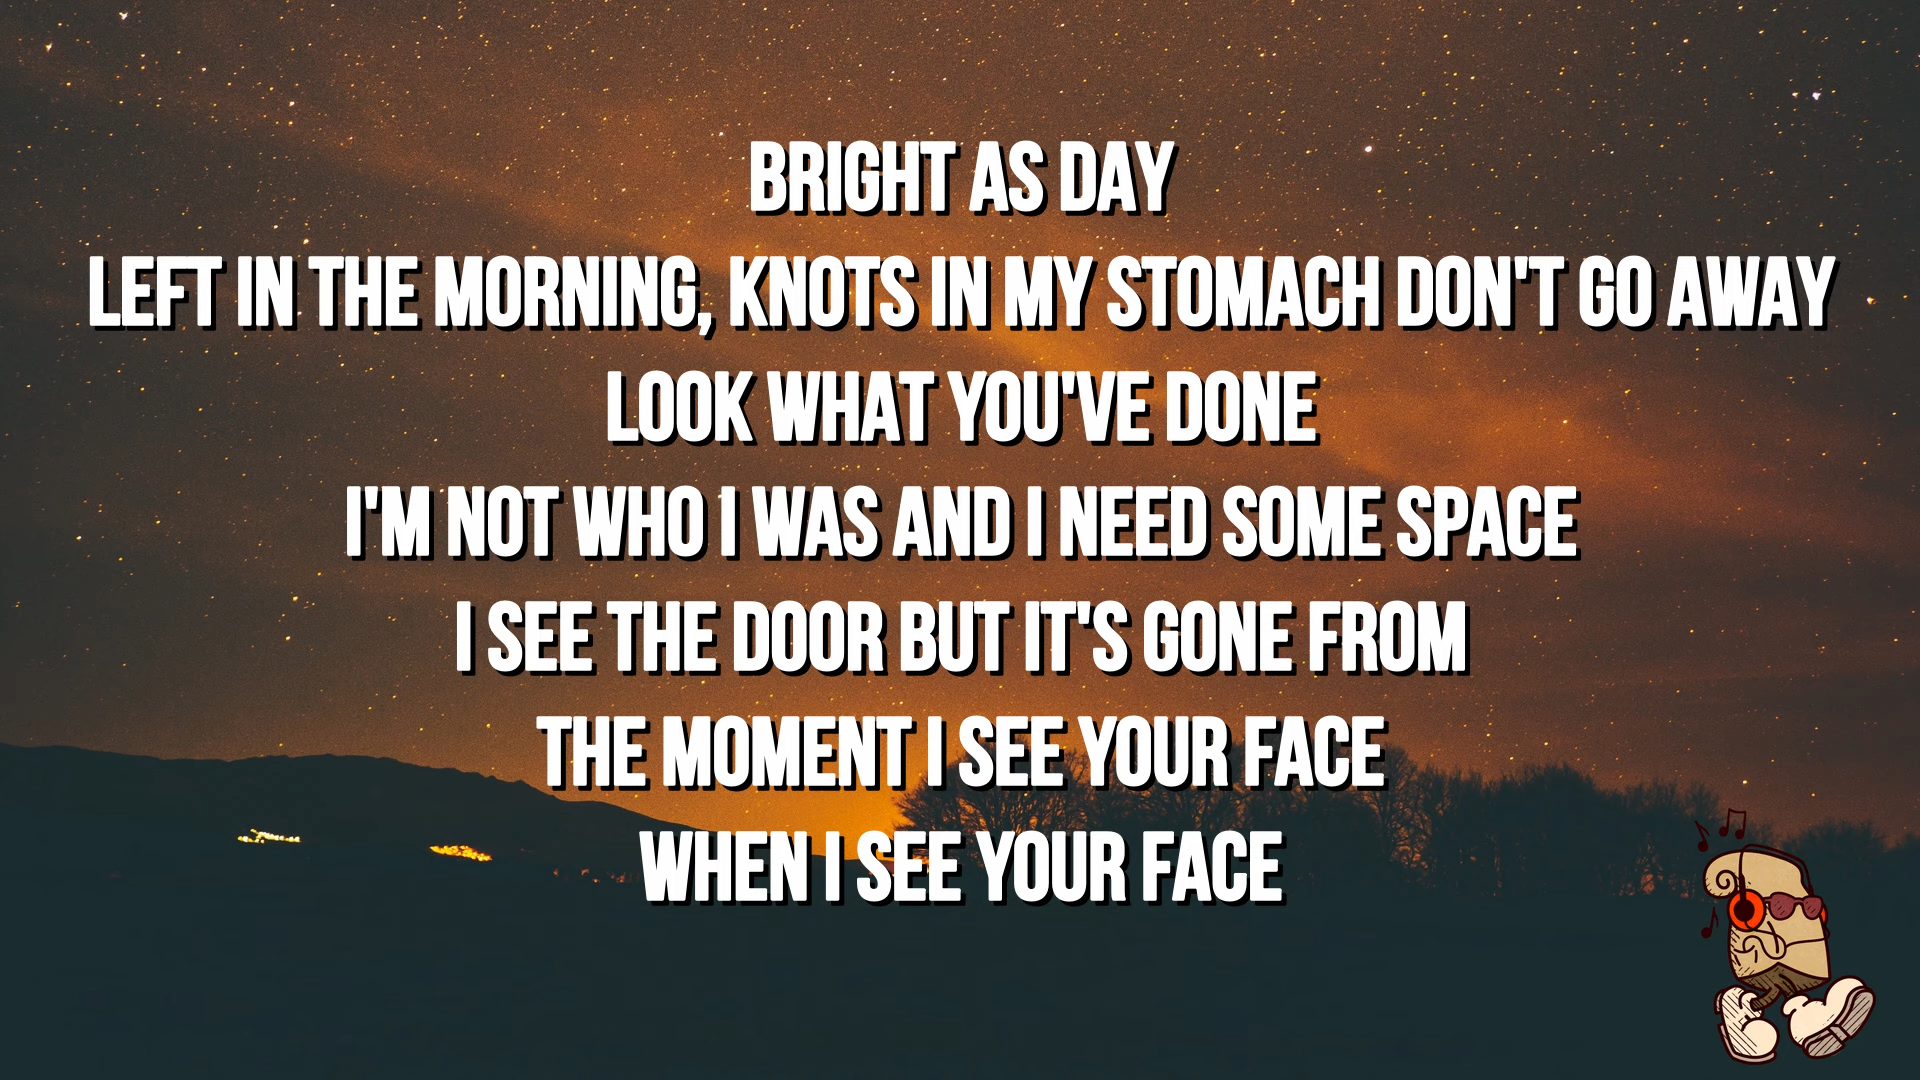 BRIGHT AS DAY
LEFT IN THE MORNING, KNOTS IN MY STOMACH DON'T GO AWAY
LOOK WHAT YOU'VE DONE
I'M NOT WHO I WAS AND I NEED SOME SPACE
I SEE THE DOOR BUT IT'S GONE FROM
THE MOMENT I SEE YOUR FACE
WHEN I SEE YOUR FACE